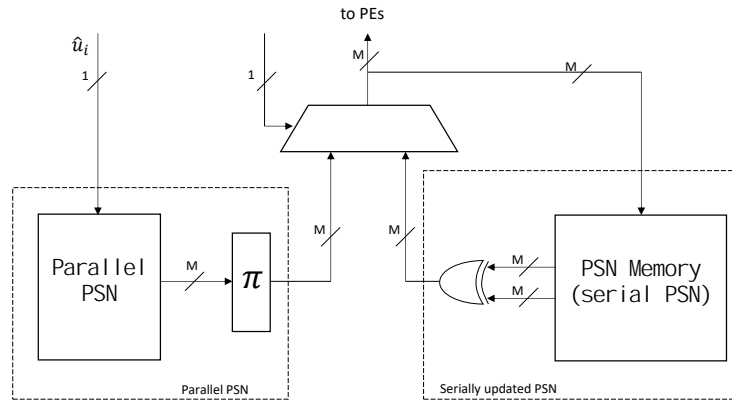 to PEs
û_i
1
1
M
M
Parallel
PSN
M
π
M
M
M
M
PSN Memory
(serial PSN)
Parallel PSN
Serially updated PSN